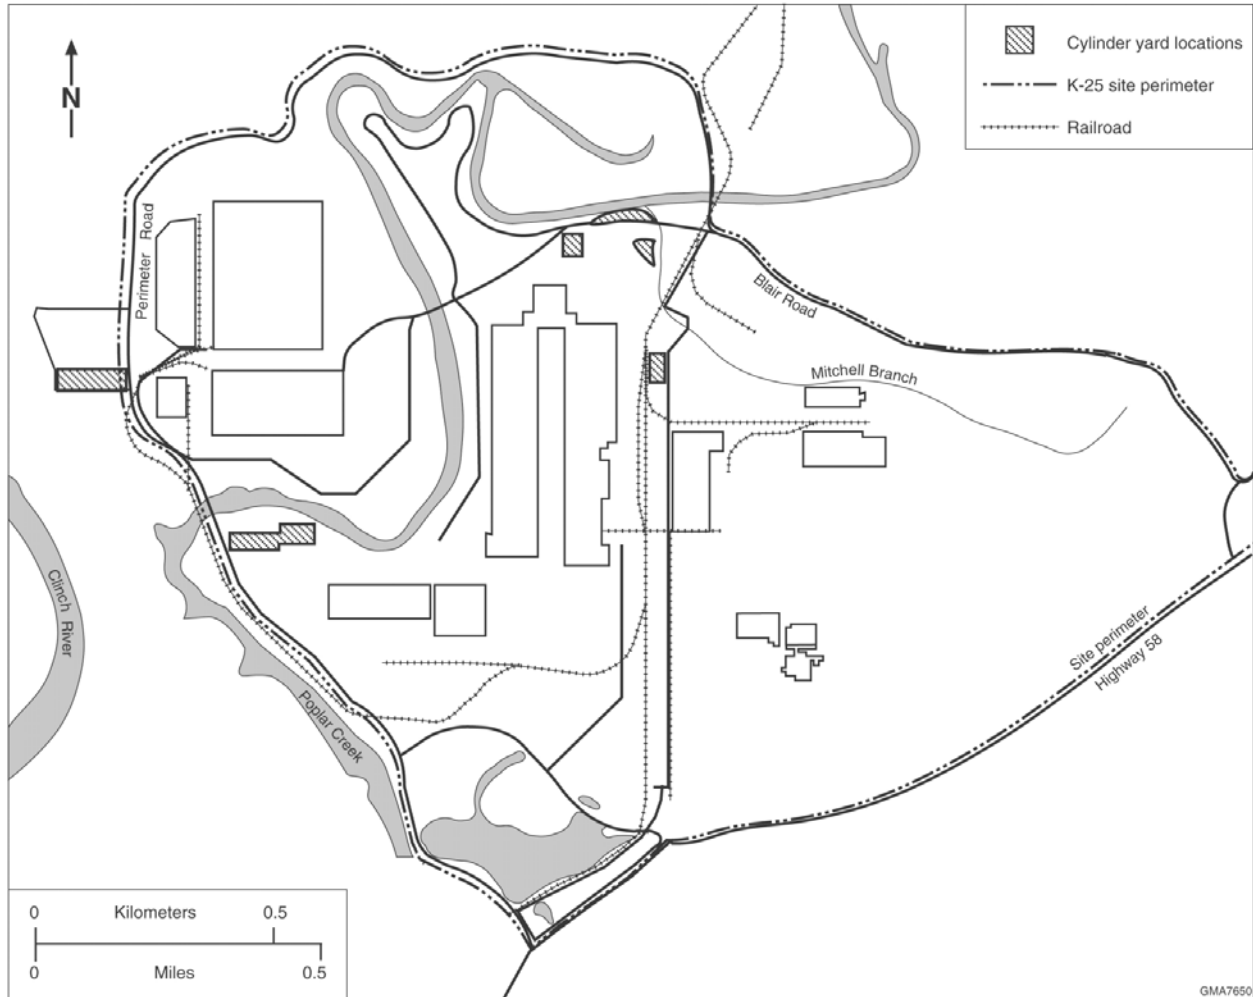 N
Cylinder yard locations
K-25 site perimeter
Railroad
Perimeter Road
Blair Road
Mitchell Branch
Clinch River
Poplar Creek
Site perimeter
Highway 58
0 Kilometers 0.5
0 Miles 0.5
GMA7650